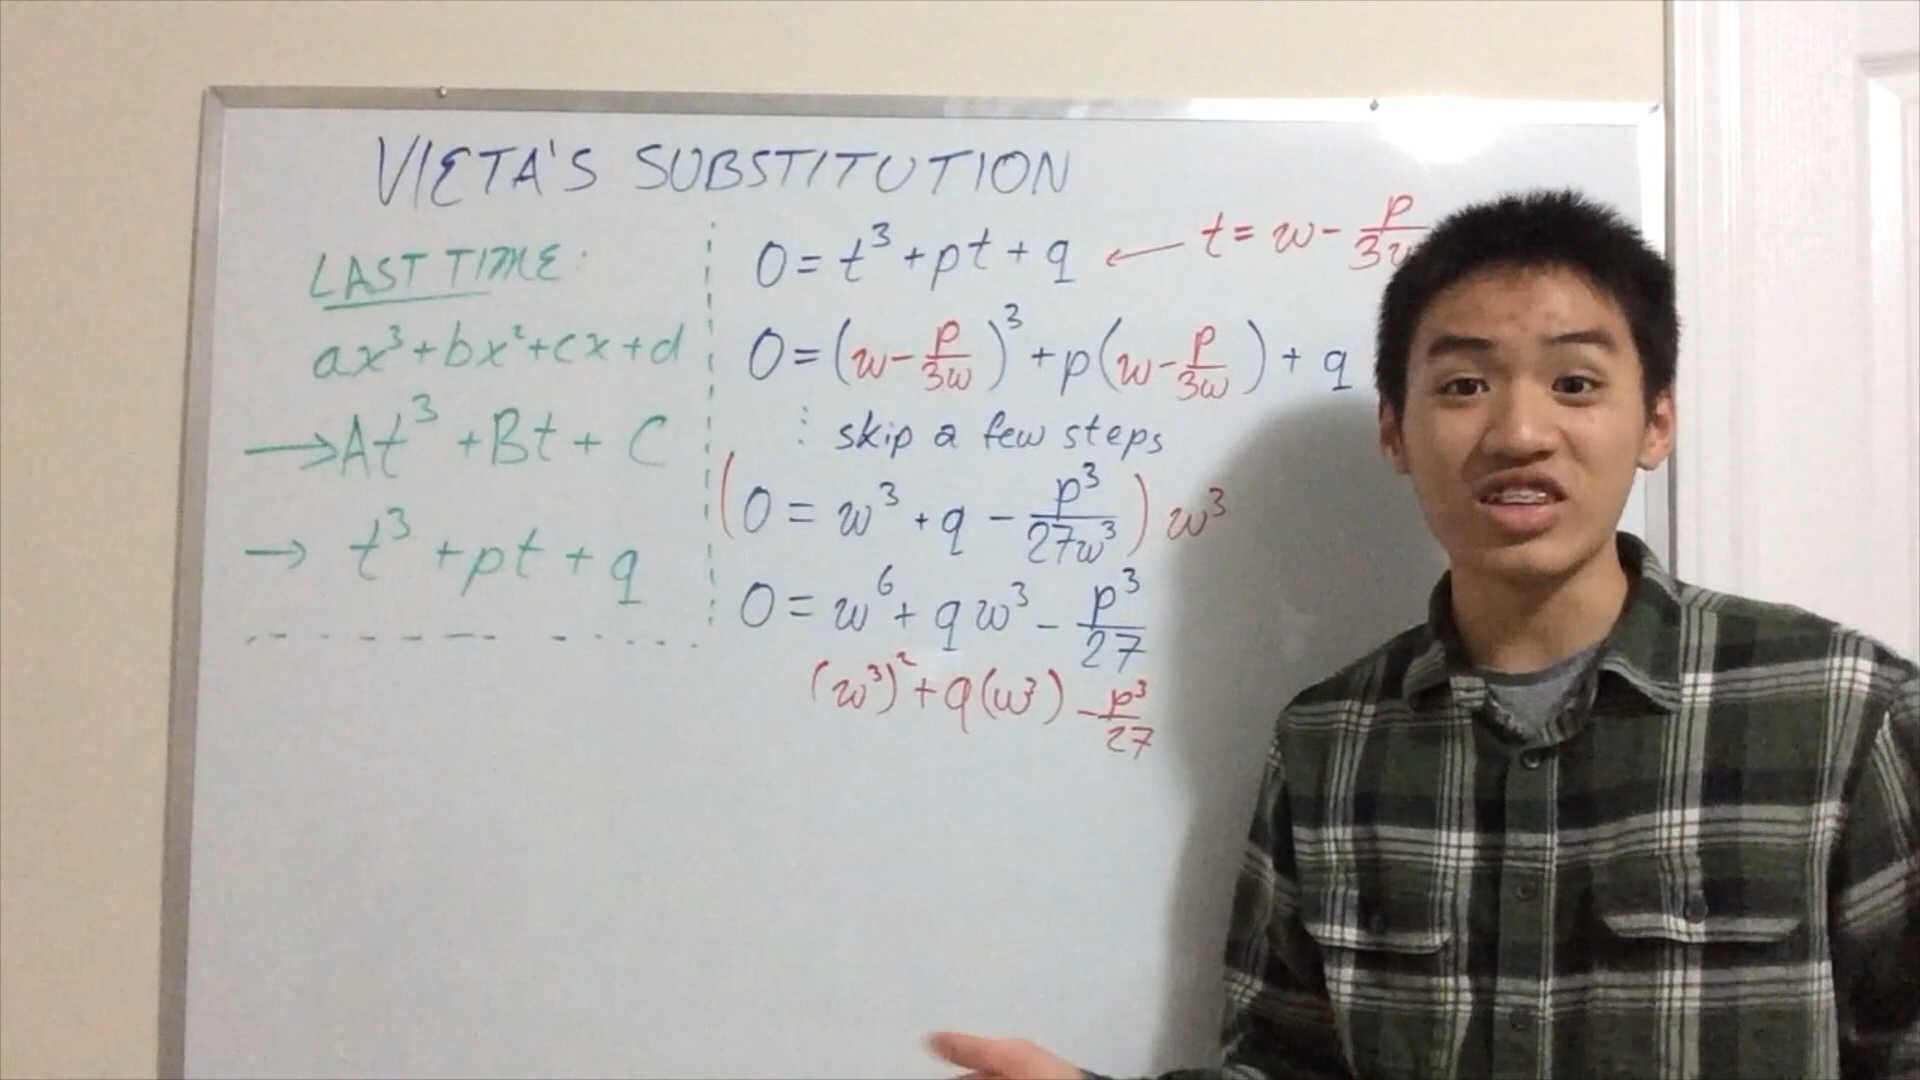 VIETA'S SUBSTITUTION
LAST TIME:
ax³+bx²+cx+d
→At³+Bt+C
→ t³+pt+q
0=t³+pt+q ← t=w-p/3w
0=(w-p/3w)³+p(w-p/3w)+q
⋮ skip a few steps
(0=w³+q-p³/27w³)w³
0=w⁶+qw³-p³/27
(w³)²+q(w³)-p³/27